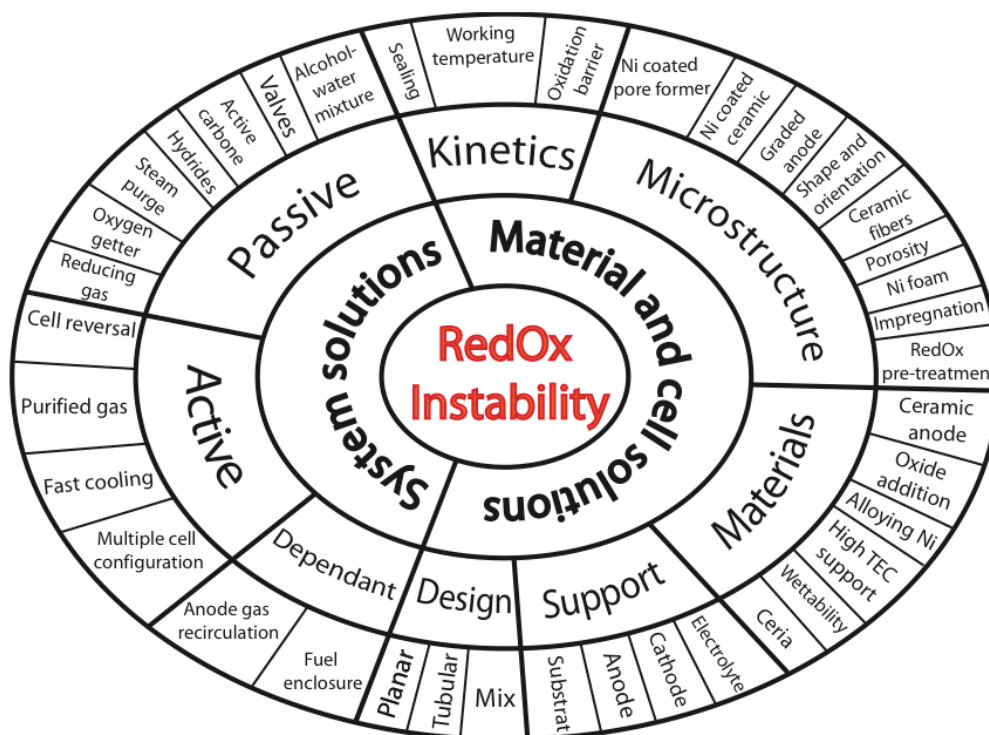 RedOx
Instability
System solutions
Material and cell solutions
Passive
Kinetics
Microstructure
Materials
Support
Design
Dependant
Active
Reducing
gas
Oxygen
getter
Steam
purge
Hydrides
Active
carbone
Valves
Alcohol-
water
mixture
Sealing
Working
temperature
Oxidation
barrier
Ni coated
pore former
Ni coated
ceramic
Graded
anode
Shape and
orientation
Ceramic
fibers
Porosity
Ni foam
Impregnation
RedOx
pre-treatment
Ceramic
anode
Oxide
addition
Alloying Ni
High TEC
support
Wettability
Ceria
Electrolyte
Cathode
Anode
Substrat
Mix
Tubular
Planar
Fuel
enclosure
Anode gas
recirculation
Multiple cell
configuration
Fast cooling
Purified gas
Cell reversal